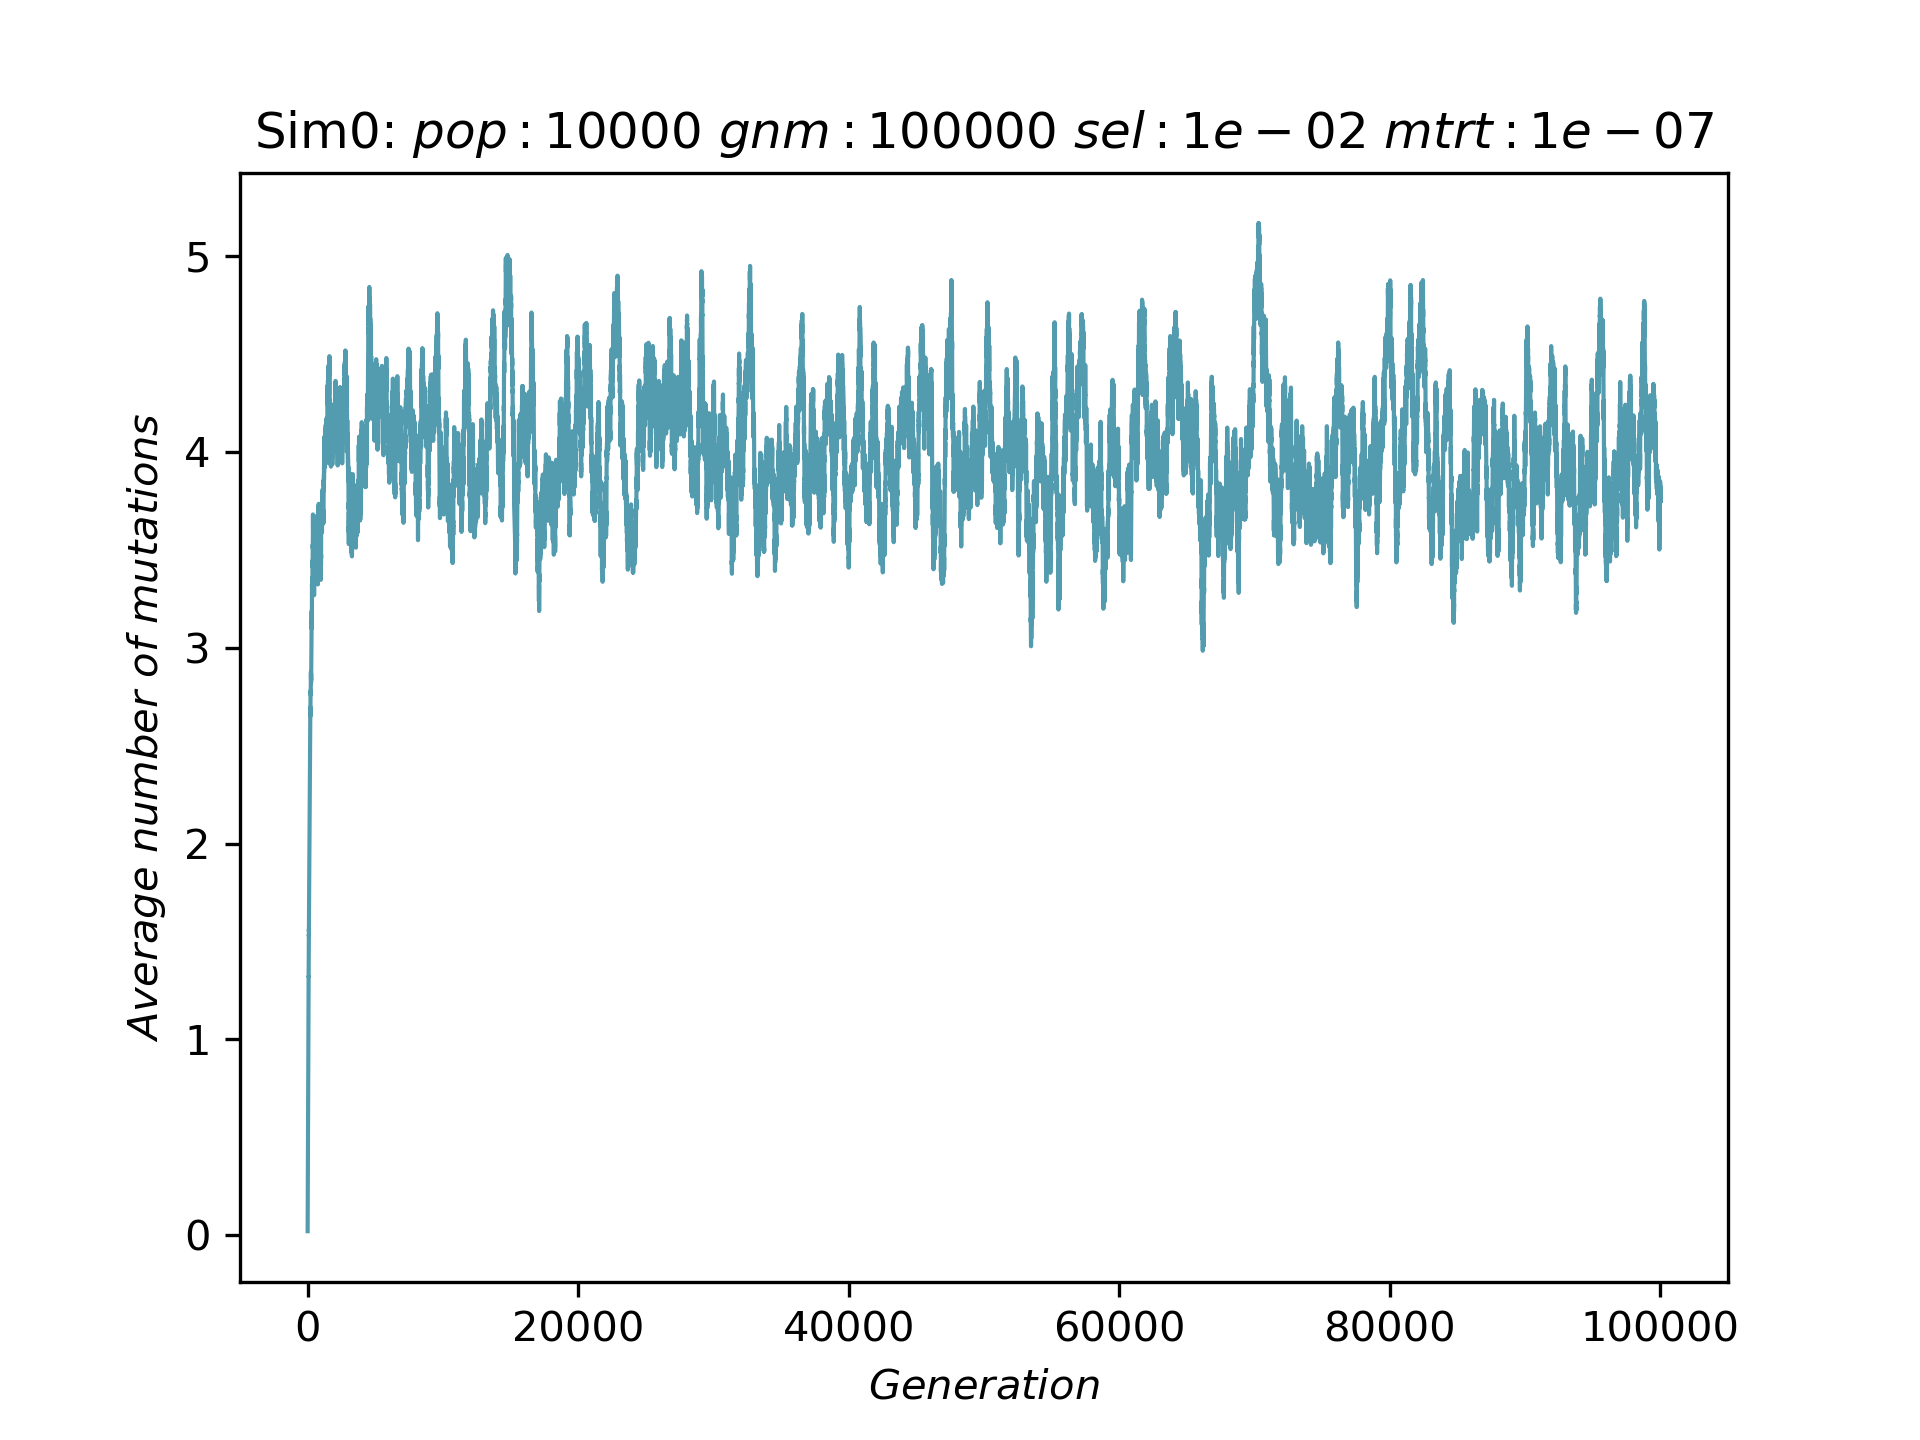 Sim0: pop : 10000 gnm : 100000 sel : 1e − 02 mtrt : 1e − 07
Average number of mutations
5
4
3
2
1
0
0 20000 40000 60000 80000 100000
Generation